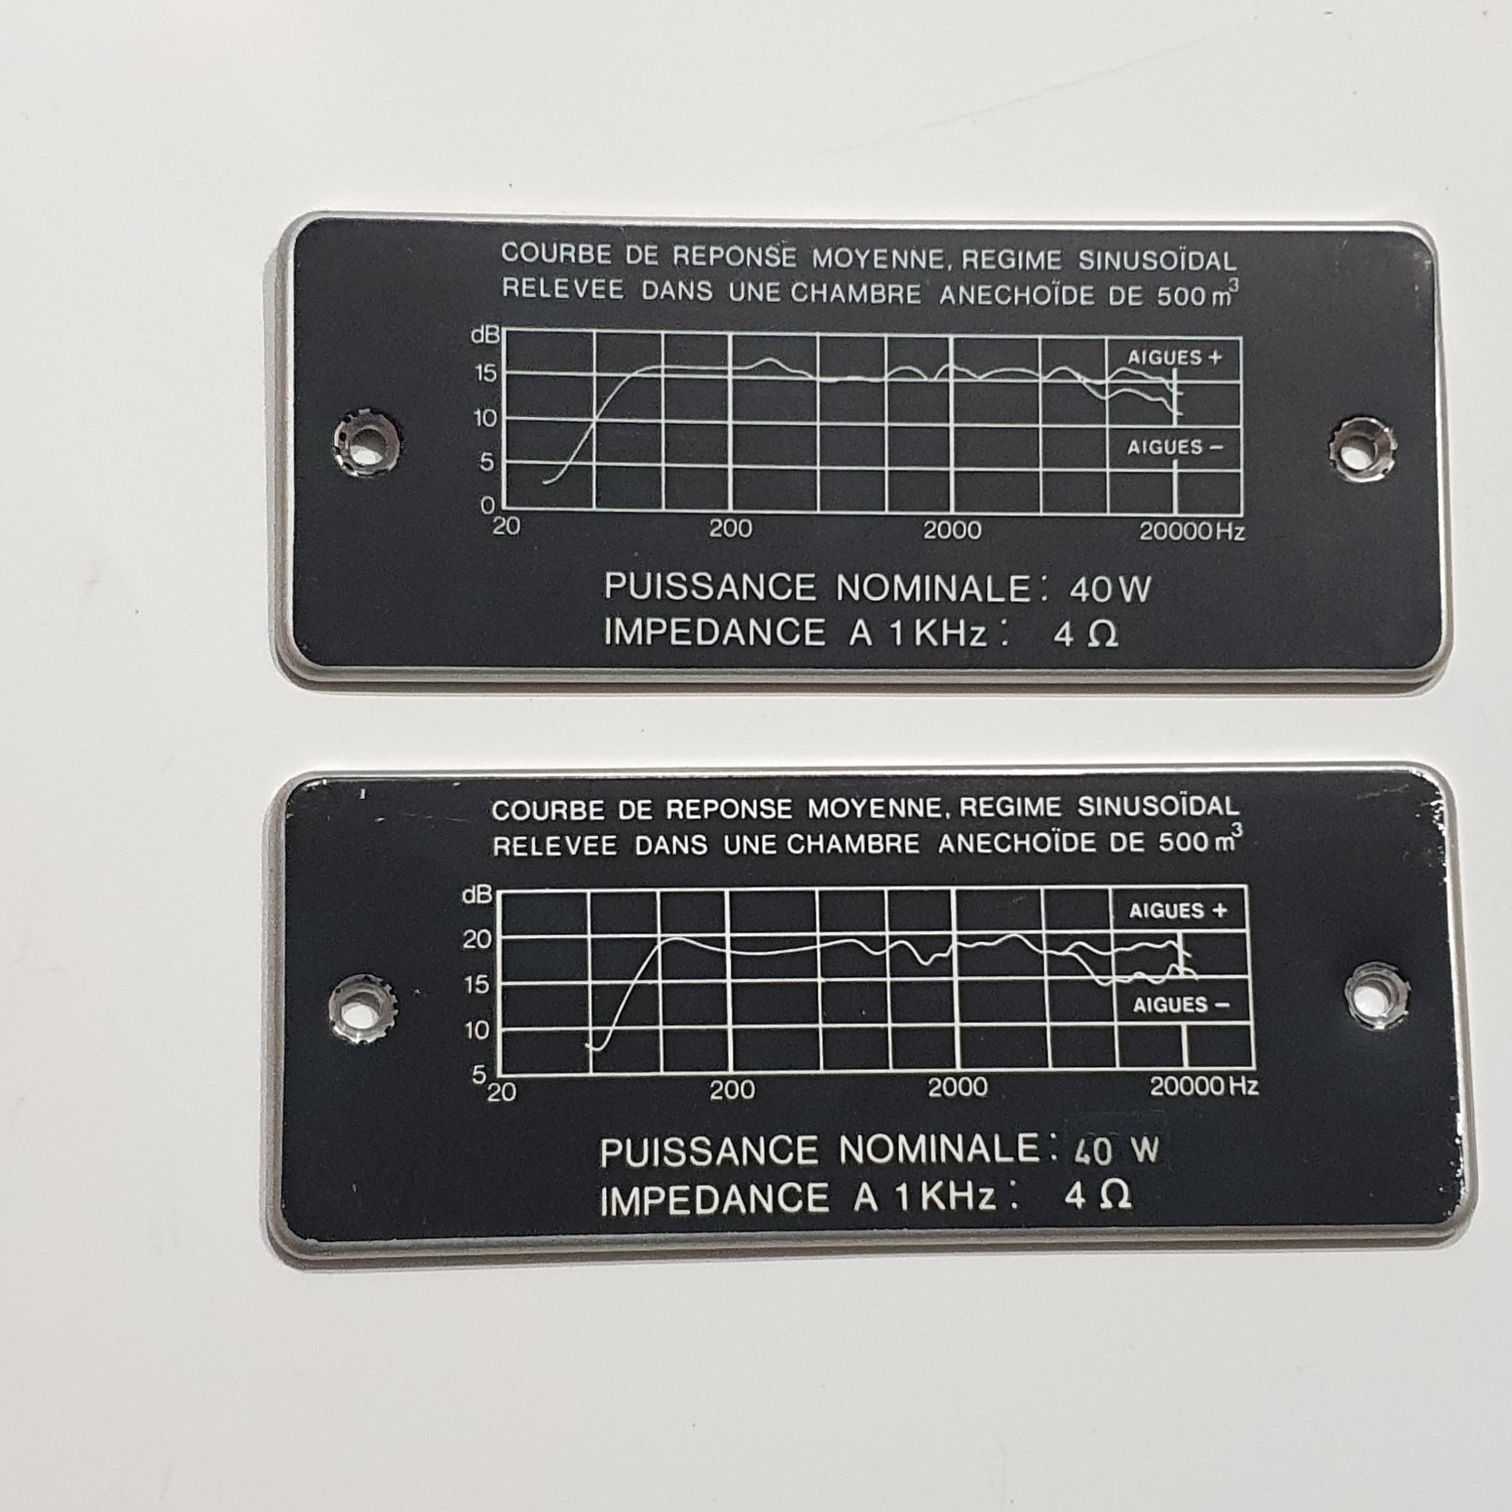 COURBE DE REPONSE MOYENNE, REGIME SINUSOÏDAL
RELEVEE DANS UNE CHAMBRE ANECHOÏDE DE 500 m³
dB
15
10
5
0
AIGUES +
AIGUES –
20 200 2000 20000 Hz
PUISSANCE NOMINALE: 40 W
IMPEDANCE A 1 KHz: 4 Ω
COURBE DE REPONSE MOYENNE, REGIME SINUSOÏDAL
RELEVEE DANS UNE CHAMBRE ANECHOÏDE DE 500 m³
dB
20
15
10
5
AIGUES +
AIGUES –
20 200 2000 20000 Hz
PUISSANCE NOMINALE: 40 W
IMPEDANCE A 1 KHz: 4 Ω